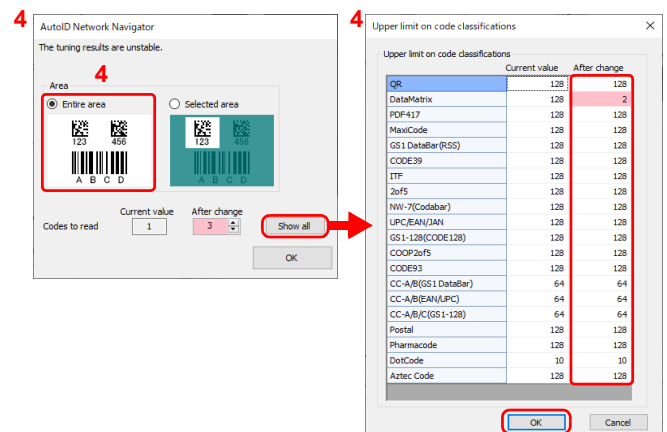 4
AutoID Network Navigator
The tuning results are unstable.
4
Area
Entire area
Selected area
123 456
A B C D
123 456
A B C D
Current value After change
Codes to read 1 3 Show all
OK
4
Upper limit on code classifications
Upper limit on code classifications
Current value After change
QR 128 128
DataMatrix 128 2
PDF417 128 128
MaxiCode 128 128
GS1 DataBar(RSS) 128 128
CODE39 128 128
ITF 128 128
2of5 128 128
NW-7(Codabar) 128 128
UPC/EAN/JAN 128 128
GS1-128(CODE128) 128 128
COOP2of5 128 128
CODE93 128 128
CC-A/B(GS1 DataBar) 64 64
CC-A/B(EAN/UPC) 64 64
CC-A/B/C(GS1-128) 64 64
Postal 128 128
Pharmacode 128 128
DotCode 10 10
Aztec Code 128 128
OK Cancel